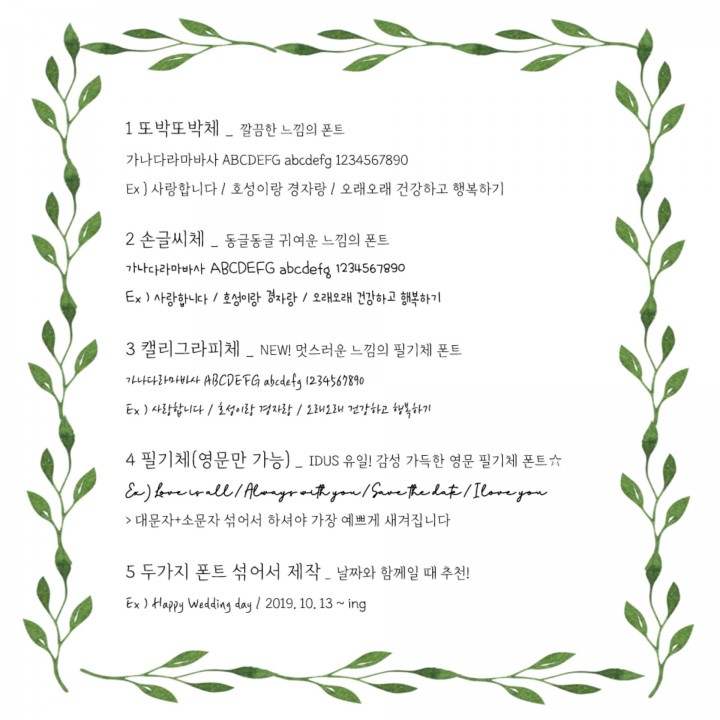 1 또박또박체 _ 깔끔한 느낌의 폰트
가나다라마바사 ABCDEFG abcdefg 1234567890
Ex ) 사랑합니다 / 호성이랑 경자랑 / 오래오래 건강하고 행복하기
2 손글씨체 _ 동글동글 귀여운 느낌의 폰트
가나다라마바사 ABCDEFG abcdefg 1234567890
Ex ) 사랑합니다 / 호성이랑 경자랑 / 오래오래 건강하고 행복하기
3 캘리그라피체 _ NEW! 멋스러운 느낌의 필기체 폰트
가나다라마바사 ABCDEFG abcdefg 1234567890
Ex ) 사랑합니다 / 호성이랑 경자랑 / 오래오래 건강하고 행복하기
4 필기체(영문만 가능) _ IDUS 유일! 감성 가득한 영문 필기체 폰트☆
Ex ) Love is all / Always with you / Save the date / I love you
> 대문자+소문자 섞어서 하셔야 가장 예쁘게 새겨집니다
5 두가지 폰트 섞어서 제작 _ 날짜와 함께일 때 추천!
Ex ) Happy Wedding day / 2019. 10. 13 ~ ing